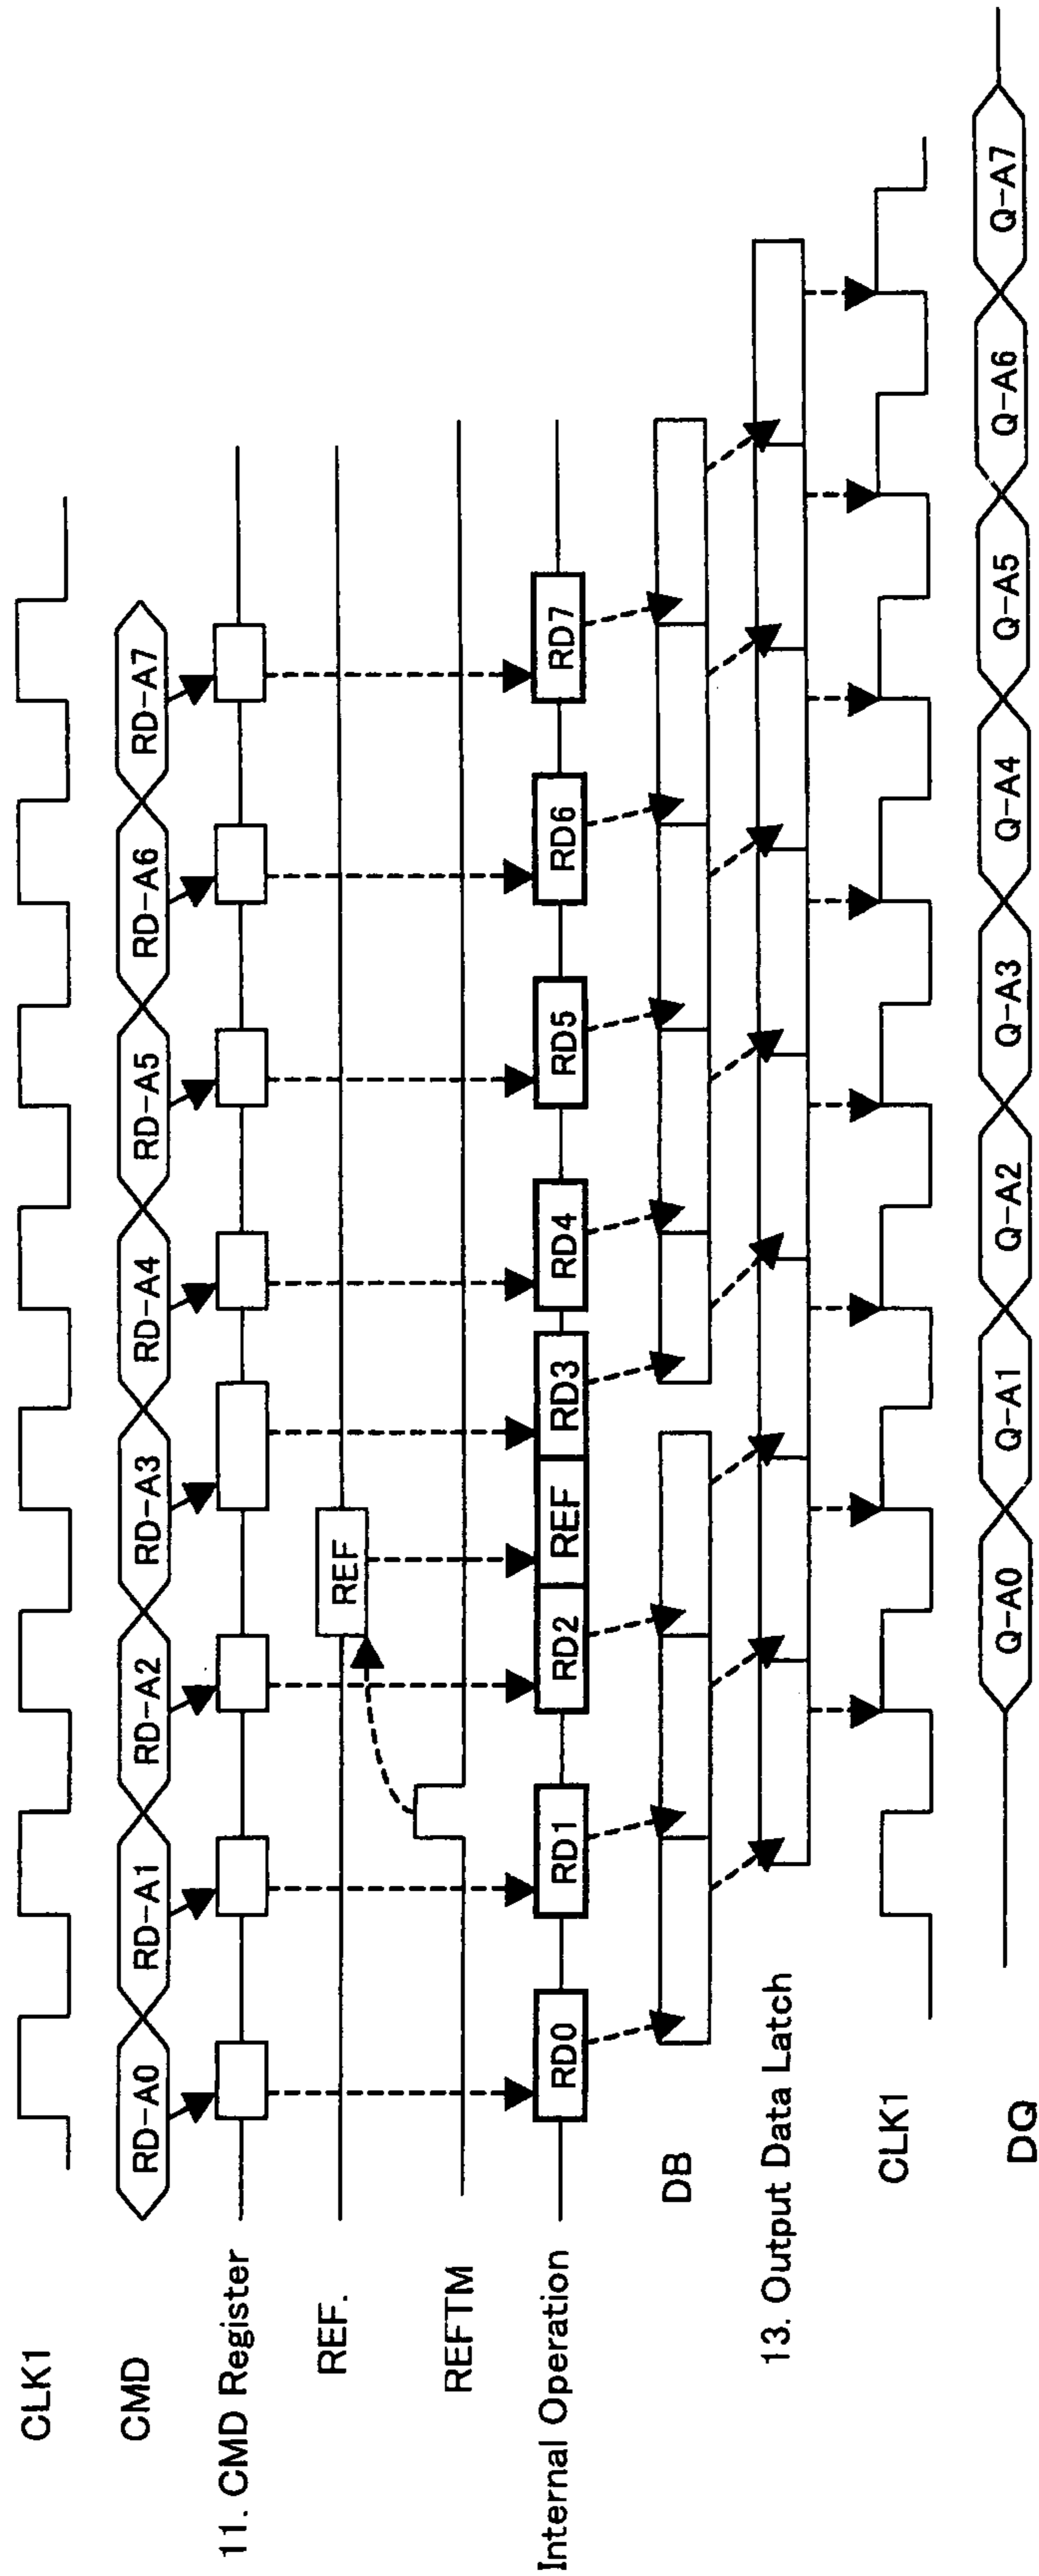 CLK1
CMD RD-A0 RD-A1 RD-A2 RD-A3 RD-A4 RD-A5 RD-A6 RD-A7
11. CMD Register
REF. REF
REFTM
Internal Operation RD0 RD1 RD2 REF RD3 RD4 RD5 RD6 RD7
DB
13. Output Data Latch
CLK1
DQ Q-A0 Q-A1 Q-A2 Q-A3 Q-A4 Q-A5 Q-A6 Q-A7